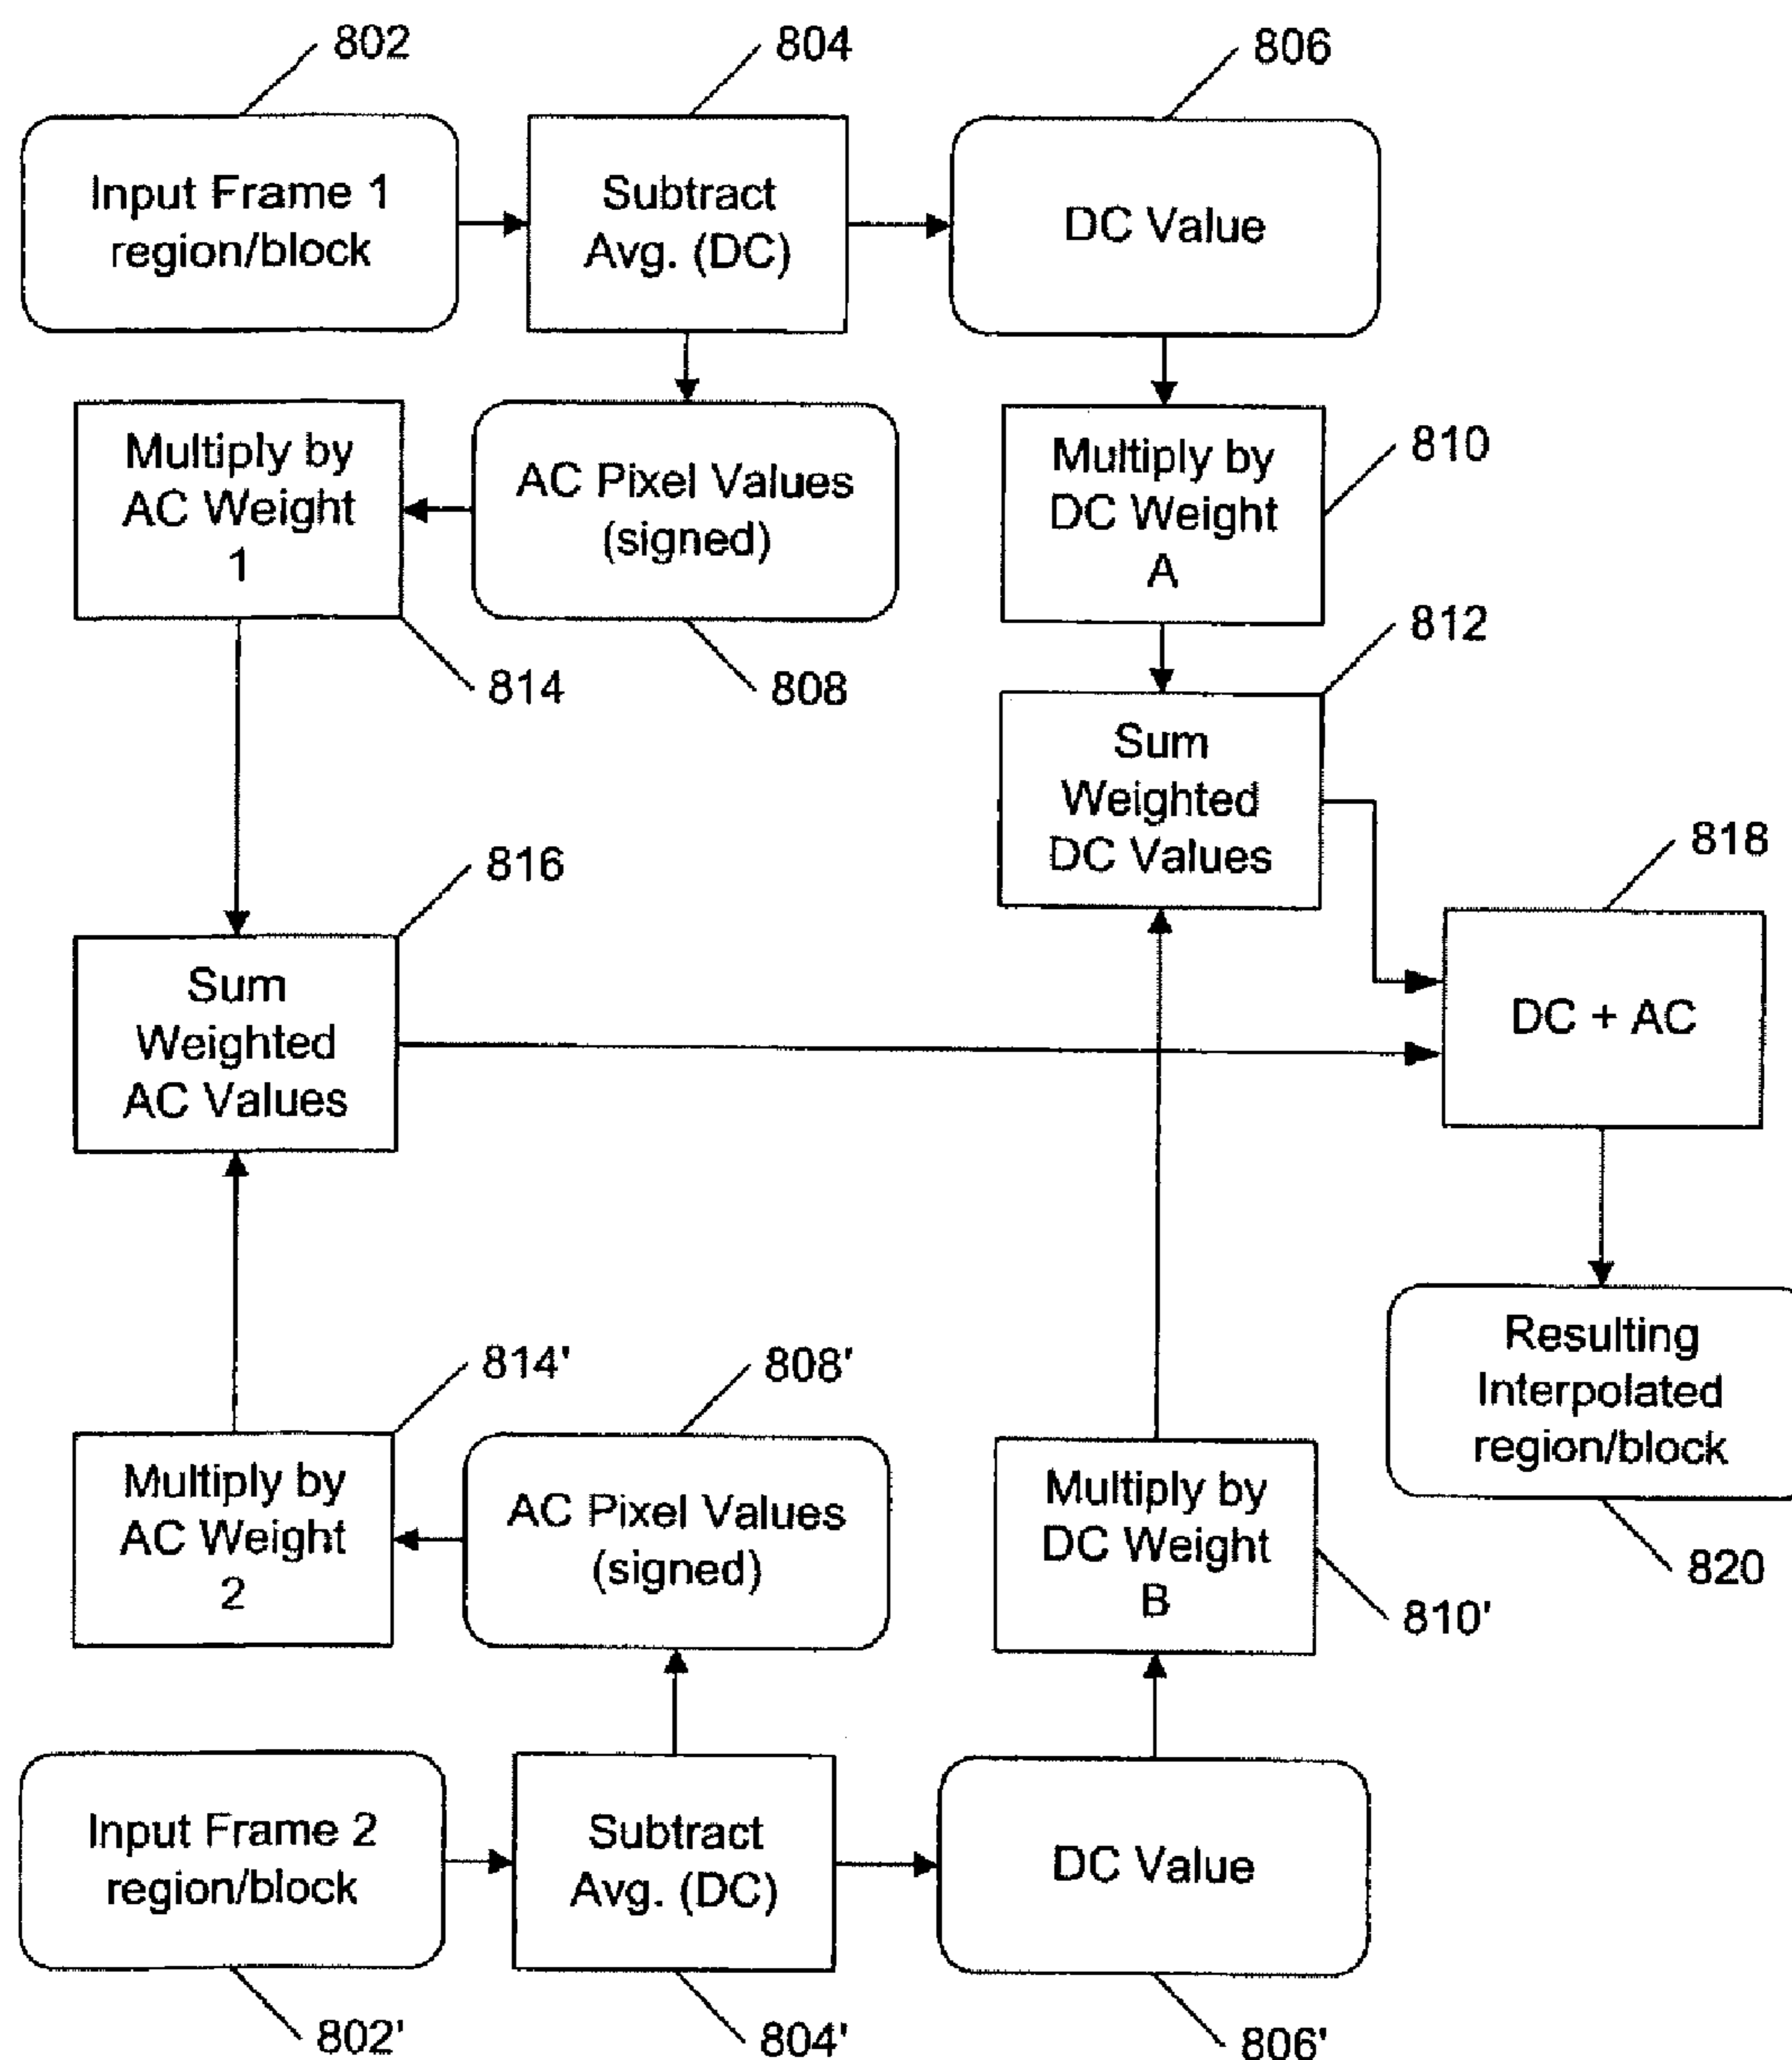 802
804
806
Input Frame 1
region/block
Subtract
Avg. (DC)
DC Value
Multiply by
AC Weight
1
AC Pixel Values
(signed)
Multiply by
DC Weight
A
810
814
808
812
Sum
Weighted
DC Values
816
818
Sum
Weighted
AC Values
DC + AC
814'
808'
Resulting
Interpolated
region/block
Multiply by
AC Weight
2
AC Pixel Values
(signed)
Multiply by
DC Weight
B
820
810'
Input Frame 2
region/block
Subtract
Avg. (DC)
DC Value
802'
804'
806'